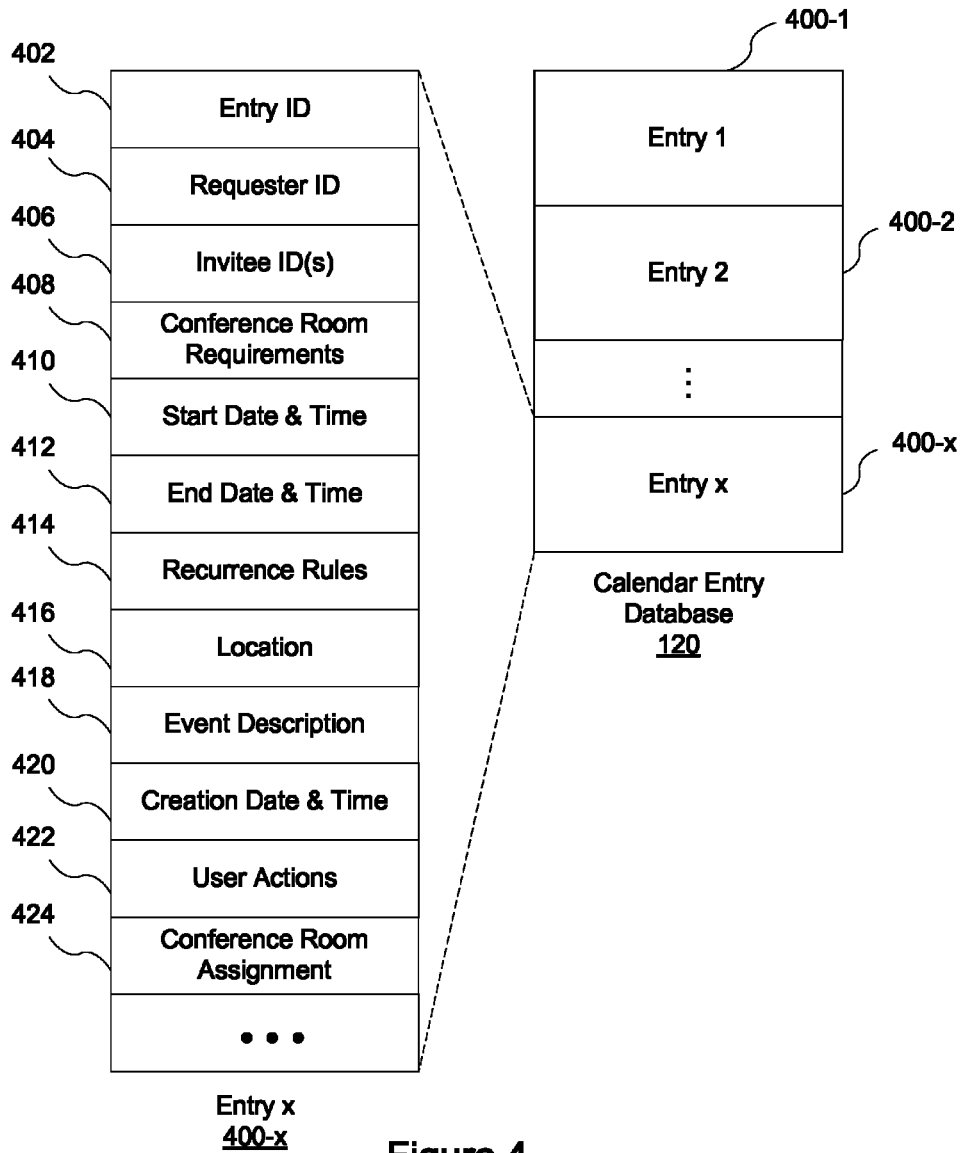 402
Entry ID
404
Requester ID
406
Invitee ID(s)
408
Conference Room
Requirements
410
Start Date & Time
412
End Date & Time
414
Recurrence Rules
416
Location
418
Event Description
420
Creation Date & Time
422
User Actions
424
Conference Room
Assignment
• • •
Entry x
400-x
400-1
Entry 1
400-2
Entry 2
⋮
400-x
Entry x
Calendar Entry
Database
120
Figure 4